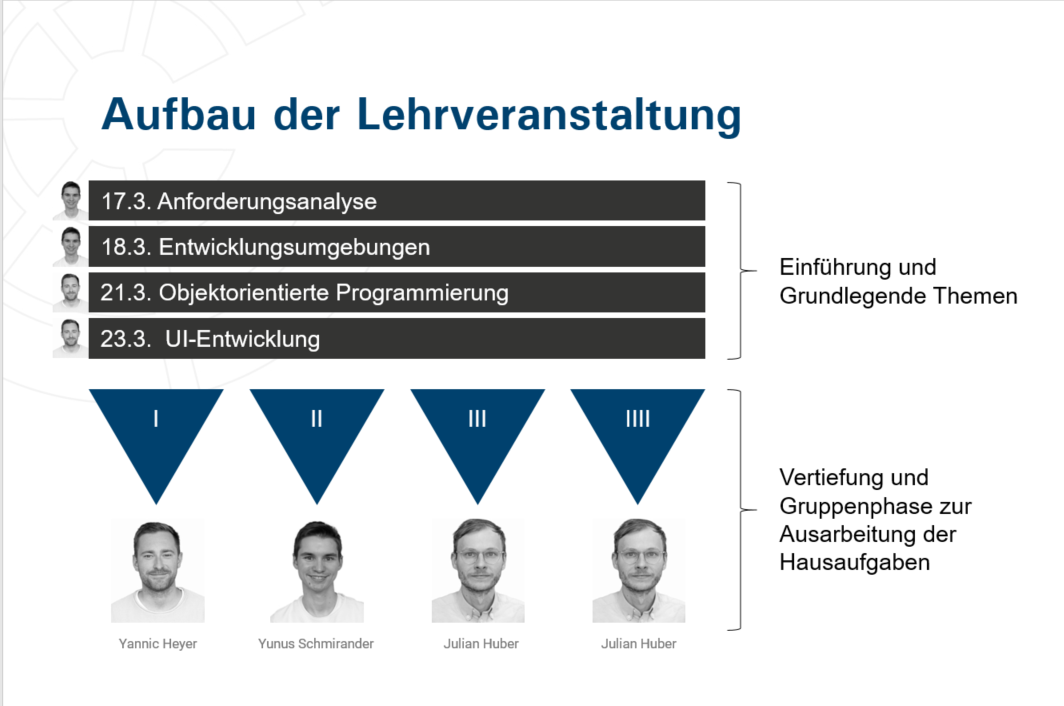 Aufbau der Lehrveranstaltung
17.3. Anforderungsanalyse
18.3. Entwicklungsumgebungen
21.3. Objektorientierte Programmierung
23.3. UI-Entwicklung
Einführung und
Grundlegende Themen
I
II
III
IIII
Vertiefung und
Gruppenphase zur
Ausarbeitung der
Hausaufgaben
Yannic Heyer
Yunus Schmirander
Julian Huber
Julian Huber